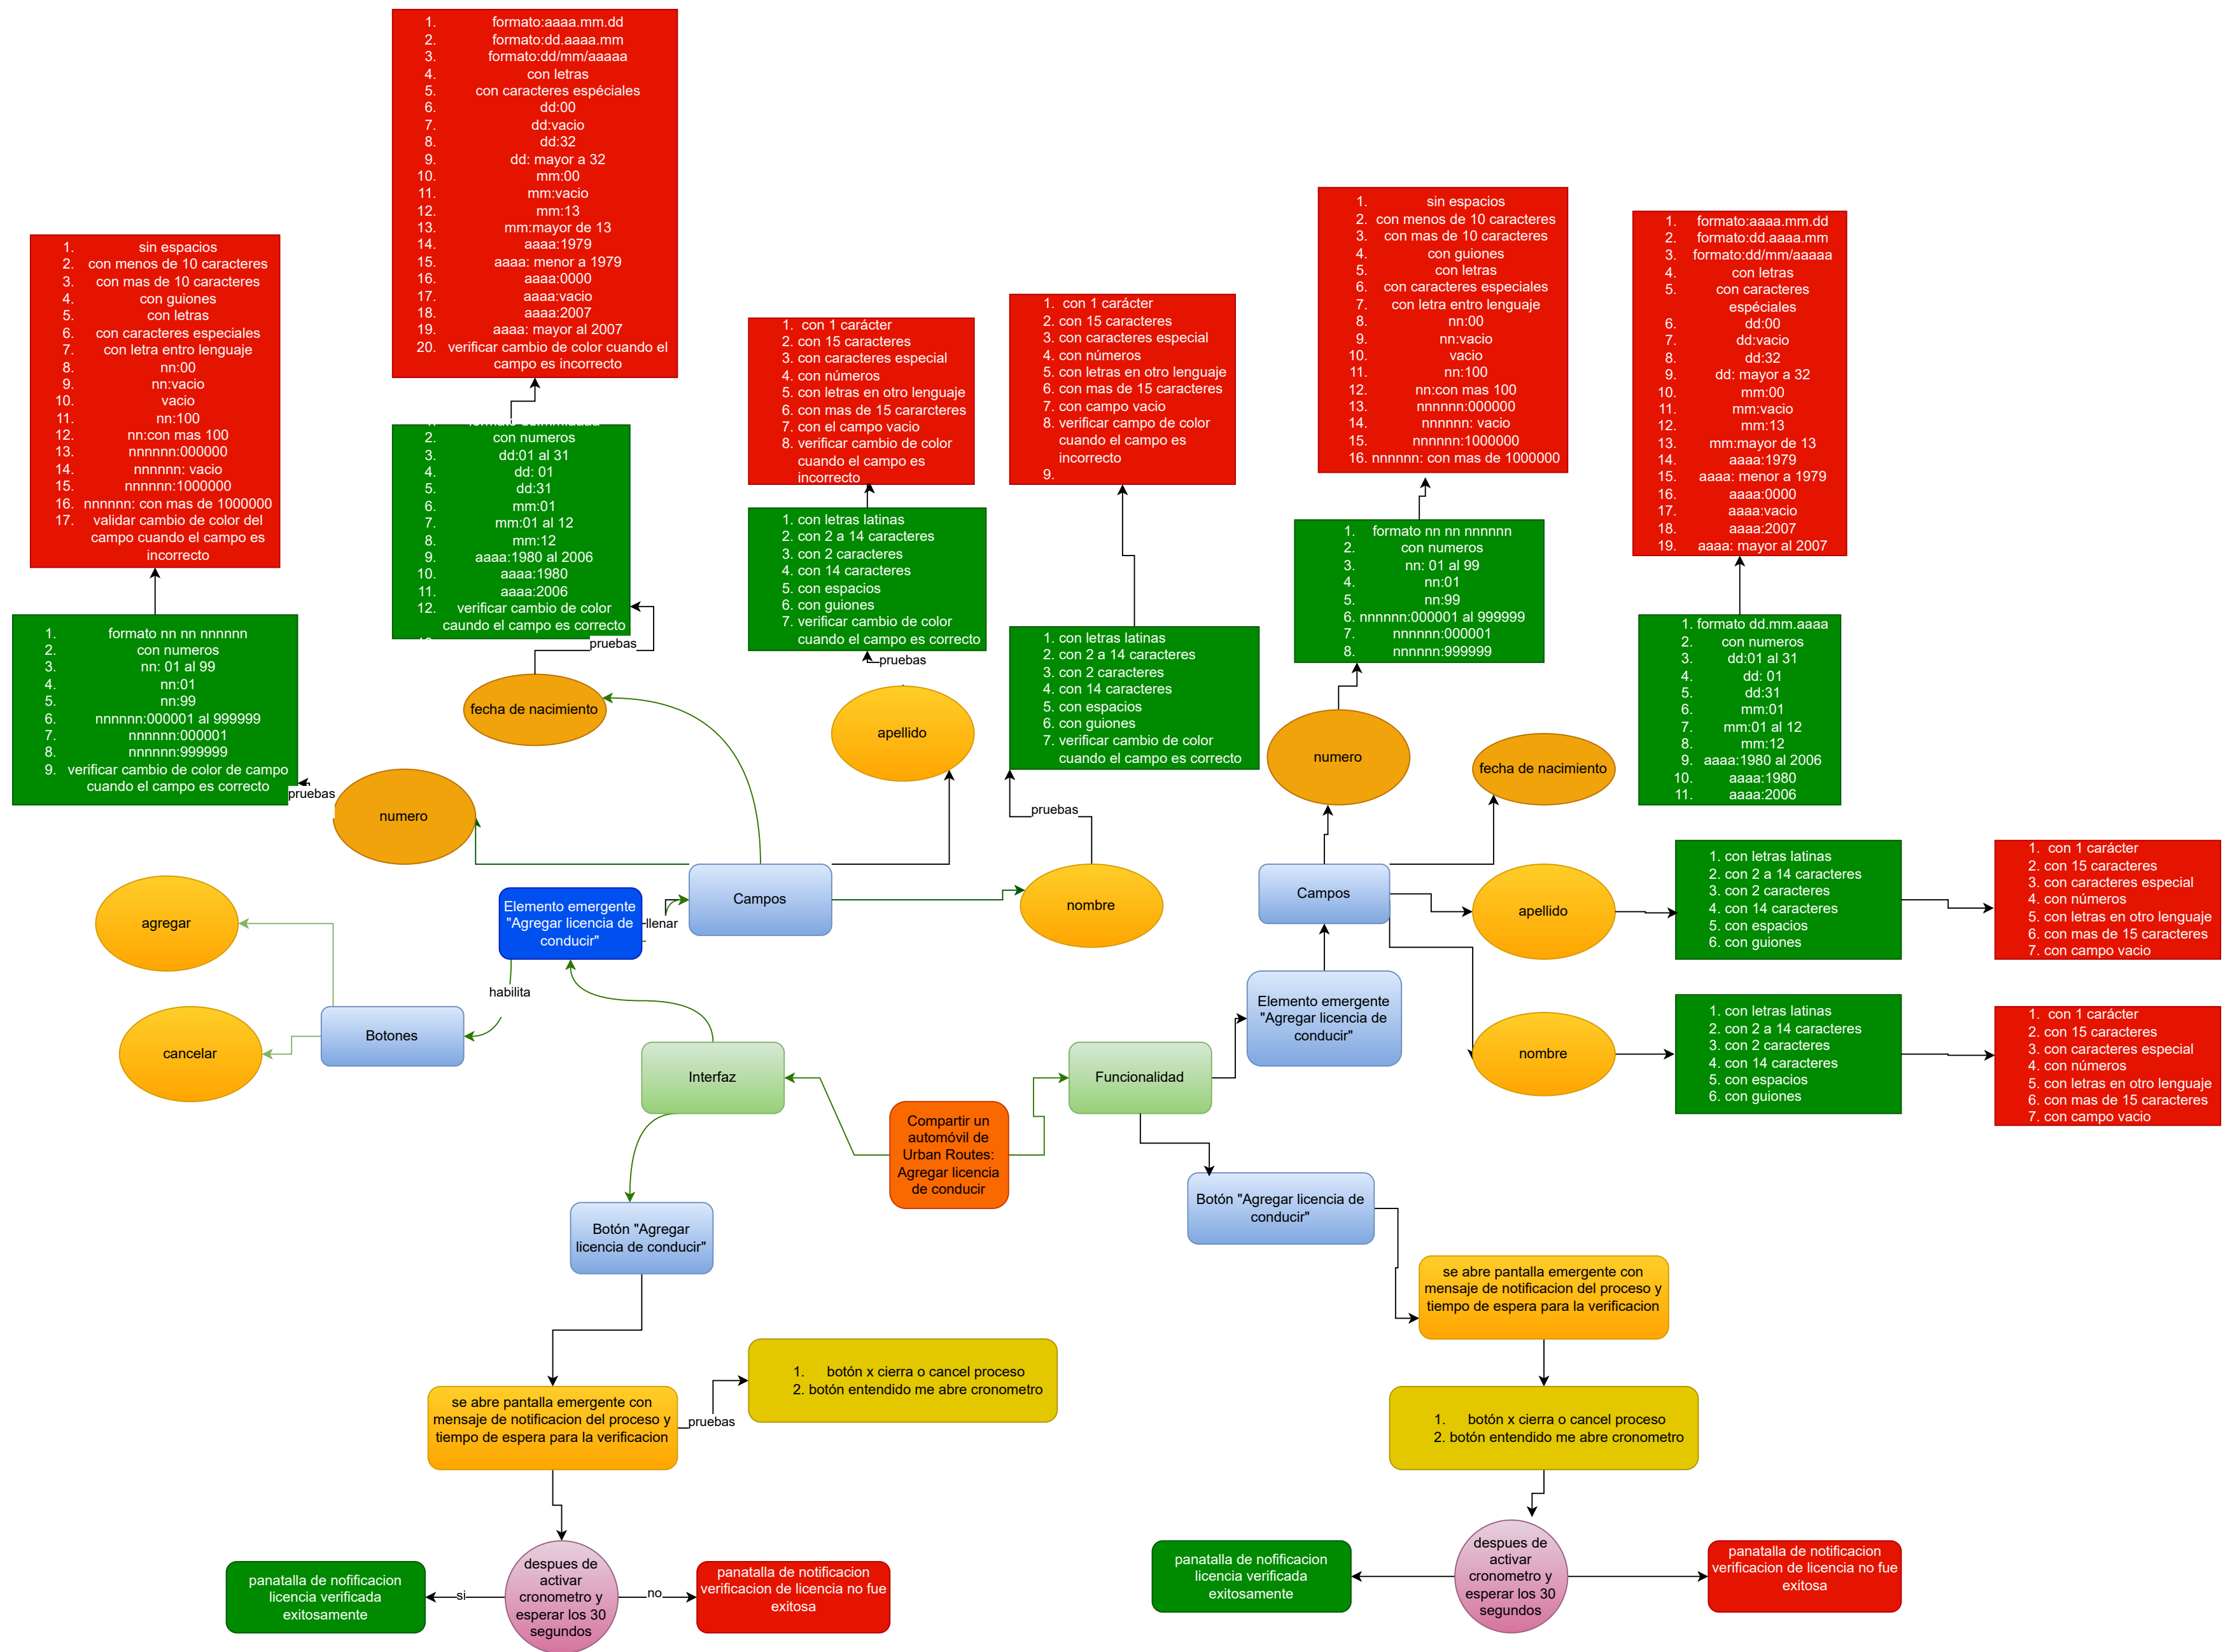 1. formato:aaaa.mm.dd
2. formato:dd.aaaa.mm
3. formato:dd/mm/aaaaa
4. con letras
5. con caracteres espéciales
6. dd:00
7. dd:vacio
8. dd:32
9. dd: mayor a 32
10. mm:00
11. mm:vacio
12. mm:13
13. mm:mayor de 13
14. aaaa:1979
15. aaaa: menor a 1979
16. aaaa:0000
17. aaaa:vacio
18. aaaa:2007
19. aaaa: mayor al 2007
20. verificar cambio de color cuando el
campo es incorrecto
1. sin espacios
2. con menos de 10 caracteres
3. con mas de 10 caracteres
4. con guiones
5. con letras
6. con caracteres especiales
7. con letra entro lenguaje
8. nn:00
9. nn:vacio
10. vacio
11. nn:100
12. nn:con mas 100
13. nnnnnn:000000
14. nnnnnn: vacio
15. nnnnnn:1000000
16. nnnnnn: con mas de 1000000
17. validar cambio de color del
campo cuando el campo es
incorrecto
2. con numeros
3. dd:01 al 31
4. dd: 01
5. dd:31
6. mm:01
7. mm:01 al 12
8. mm:12
9. aaaa:1980 al 2006
10. aaaa:1980
11. aaaa:2006
12. verificar cambio de color
caundo el campo es correcto
1. con 1 carácter
2. con 15 caracteres
3. con caracteres especial
4. con números
5. con letras en otro lenguaje
6. con mas de 15 cararcteres
7. con el campo vacio
8. verificar cambio de color
cuando el campo es
incorrecto
1. con letras latinas
2. con 2 a 14 caracteres
3. con 2 caracteres
4. con 14 caracteres
5. con espacios
6. con guiones
7. verificar cambio de color
cuando el campo es correcto
1. con 1 carácter
2. con 15 caracteres
3. con caracteres especial
4. con números
5. con letras en otro lenguaje
6. con mas de 15 caracteres
7. con campo vacio
8. verificar campo de color
cuando el campo es
incorrecto
9.
1. con letras latinas
2. con 2 a 14 caracteres
3. con 2 caracteres
4. con 14 caracteres
5. con espacios
6. con guiones
7. verificar cambio de color
cuando el campo es correcto
1. sin espacios
2. con menos de 10 caracteres
3. con mas de 10 caracteres
4. con guiones
5. con letras
6. con caracteres especiales
7. con letra entro lenguaje
8. nn:00
9. nn:vacio
10. vacio
11. nn:100
12. nn:con mas 100
13. nnnnnn:000000
14. nnnnnn: vacio
15. nnnnnn:1000000
16. nnnnnn: con mas de 1000000
1. formato nn nn nnnnnn
2. con numeros
3. nn: 01 al 99
4. nn:01
5. nn:99
6. nnnnnn:000001 al 999999
7. nnnnnn:000001
8. nnnnnn:999999
1. formato:aaaa.mm.dd
2. formato:dd.aaaa.mm
3. formato:dd/mm/aaaaa
4. con letras
5. con caracteres
espéciales
6. dd:00
7. dd:vacio
8. dd:32
9. dd: mayor a 32
10. mm:00
11. mm:vacio
12. mm:13
13. mm:mayor de 13
14. aaaa:1979
15. aaaa: menor a 1979
16. aaaa:0000
17. aaaa:vacio
18. aaaa:2007
19. aaaa: mayor al 2007
1. formato dd.mm.aaaa
2. con numeros
3. dd:01 al 31
4. dd: 01
5. dd:31
6. mm:01
7. mm:01 al 12
8. mm:12
9. aaaa:1980 al 2006
10. aaaa:1980
11. aaaa:2006
1. formato nn nn nnnnnn
2. con numeros
3. nn: 01 al 99
4. nn:01
5. nn:99
6. nnnnnn:000001 al 999999
7. nnnnnn:000001
8. nnnnnn:999999
9. verificar cambio de color de campo
cuando el campo es correcto
pruebas
pruebas
pruebas
pruebas
fecha de nacimiento
apellido
numero
numero
fecha de nacimiento
Campos
nombre
Campos
apellido
1. con letras latinas
2. con 2 a 14 caracteres
3. con 2 caracteres
4. con 14 caracteres
5. con espacios
6. con guiones
1. con 1 carácter
2. con 15 caracteres
3. con caracteres especial
4. con números
5. con letras en otro lenguaje
6. con mas de 15 caracteres
7. con campo vacio
agregar
Elemento emergente
"Agregar licencia de
conducir"
llenar
habilita
cancelar
Botones
Interfaz
Funcionalidad
Elemento emergente
"Agregar licencia de
conducir"
nombre
1. con letras latinas
2. con 2 a 14 caracteres
3. con 2 caracteres
4. con 14 caracteres
5. con espacios
6. con guiones
1. con 1 carácter
2. con 15 caracteres
3. con caracteres especial
4. con números
5. con letras en otro lenguaje
6. con mas de 15 caracteres
7. con campo vacio
Compartir un
automóvil de
Urban Routes:
Agregar licencia
de conducir
Botón "Agregar
licencia de conducir"
Botón "Agregar licencia de
conducir"
se abre pantalla emergente con
mensaje de notificacion del proceso y
tiempo de espera para la verificacion
1. botón x cierra o cancel proceso
2. botón entendido me abre cronometro
se abre pantalla emergente con
mensaje de notificacion del proceso y
tiempo de espera para la verificacion
pruebas
1. botón x cierra o cancel proceso
2. botón entendido me abre cronometro
panatalla de nofificacion
licencia verificada
exitosamente
si
despues de
activar
cronometro y
esperar los 30
segundos
no
panatalla de notificacion
verificacion de licencia no fue
exitosa
panatalla de nofificacion
licencia verificada
exitosamente
despues de
activar
cronometro y
esperar los 30
segundos
panatalla de notificacion
verificacion de licencia no fue
exitosa